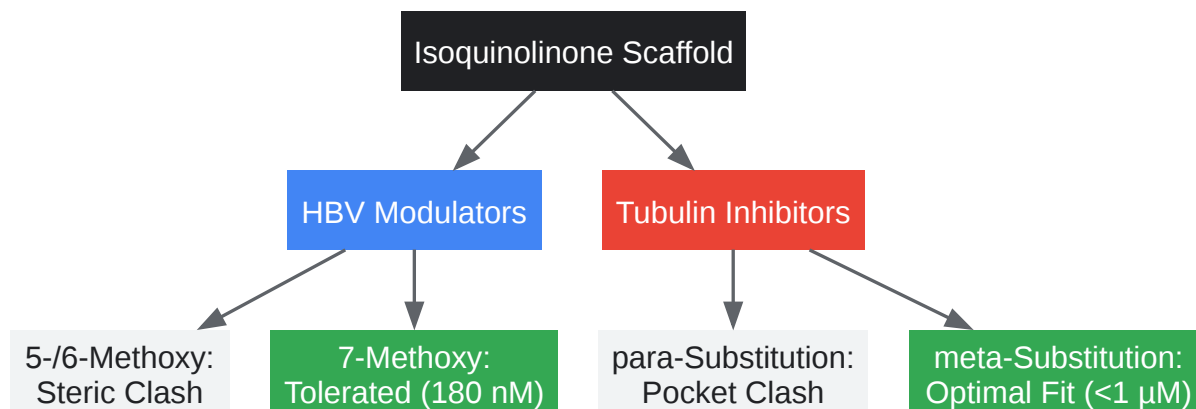 Isoquinolinone Scaffold
HBV Modulators
Tubulin Inhibitors
5-/6-Methoxy:
Steric Clash
7-Methoxy:
Tolerated (180 nM)
para-Substitution:
Pocket Clash
meta-Substitution:
Optimal Fit (<1 µM)